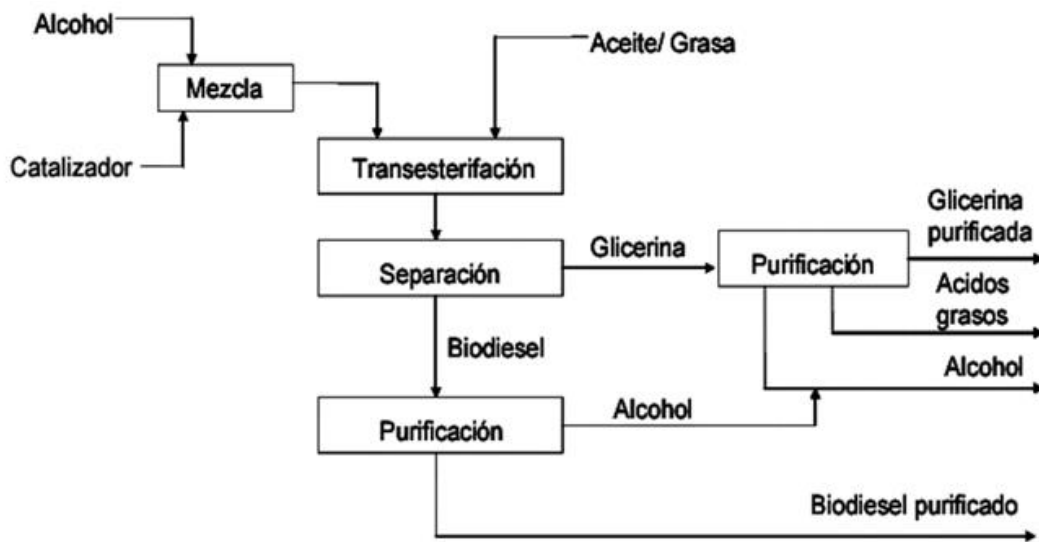 Alcohol
Aceite/ Grasa
Mezcla
Catalizador
Transesterifación
Glicerina
purificada
Glicerina
Separación
Purificación
Acidos
grasos
Biodiesel
Alcohol
Alcohol
Purificación
Biodiesel purificado